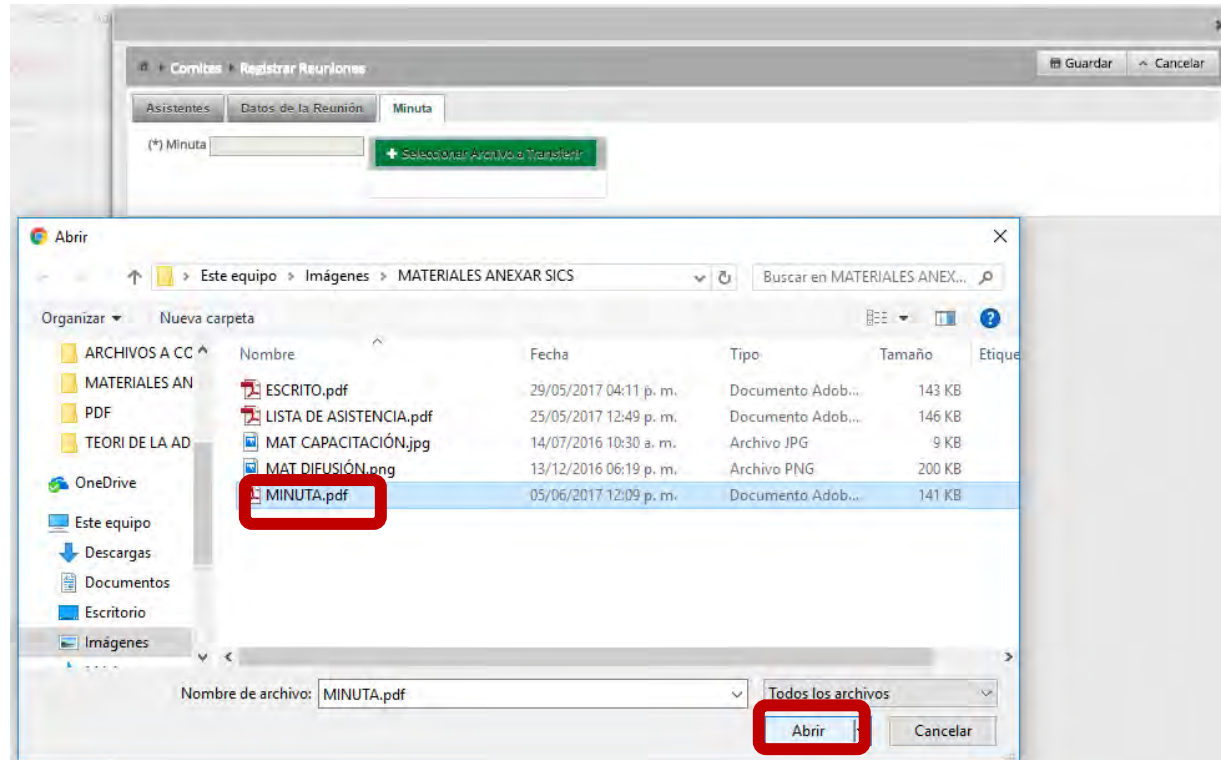 Comites Registrar Reuniones
Guardar Cancelar
Asistentes Datos de la Reunión Minuta
(*) Minuta
+ Seleccionar Archivo a Transferir
Abrir
Este equipo > Imágenes > MATERIALES ANEXAR SICS
Buscar en MATERIALES ANEX...
Organizar Nueva carpeta
ARCHIVOS A CC
MATERIALES AN
PDF
TEORI DE LA AD
OneDrive
Este equipo
Descargas
Documentos
Escritorio
Imágenes
Nombre Fecha Tipo Tamaño Etique
ESCRITO.pdf 29/05/2017 04:11 p. m. Documento Adob... 143 KB
LISTA DE ASISTENCIA.pdf 25/05/2017 12:49 p. m. Documento Adob... 146 KB
MAT CAPACITACIÓN.jpg 14/07/2016 10:30 a. m. Archivo JPG 9 KB
MAT DIFUSIÓN.png 13/12/2016 06:19 p. m. Archivo PNG 200 KB
MINUTA.pdf 05/06/2017 12:09 p. m. Documento Adob... 141 KB
Nombre de archivo: MINUTA.pdf Todos los archivos
Abrir Cancelar